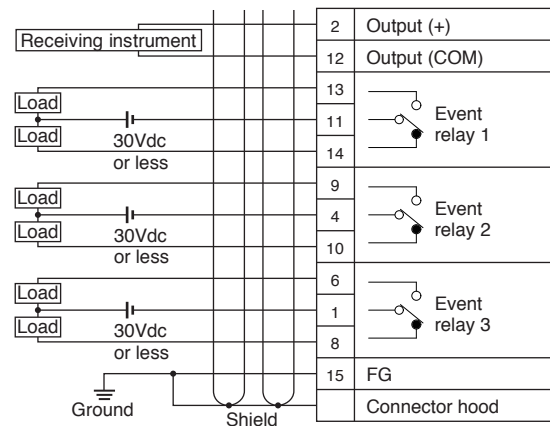 Receiving instrument
2 Output (+)
12 Output (COM)
Load
Load
30Vdc
or less
13
11
14
Event
relay 1
Load
Load
30Vdc
or less
9
4
10
Event
relay 2
Load
Load
30Vdc
or less
6
1
8
Event
relay 3
15 FG
Ground
Shield
Connector hood